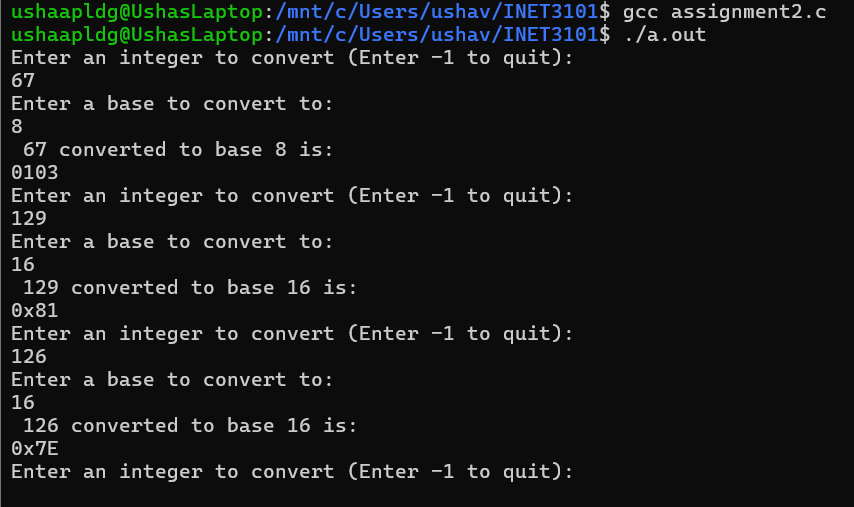 ushaapldg@UshasLaptop:/mnt/c/Users/ushav/INET3101$ gcc assignment2.c
ushaapldg@UshasLaptop:/mnt/c/Users/ushav/INET3101$ ./a.out
Enter an integer to convert (Enter -1 to quit):
67
Enter a base to convert to:
8
 67 converted to base 8 is:
0103
Enter an integer to convert (Enter -1 to quit):
129
Enter a base to convert to:
16
 129 converted to base 16 is:
0x81
Enter an integer to convert (Enter -1 to quit):
126
Enter a base to convert to:
16
 126 converted to base 16 is:
0x7E
Enter an integer to convert (Enter -1 to quit):